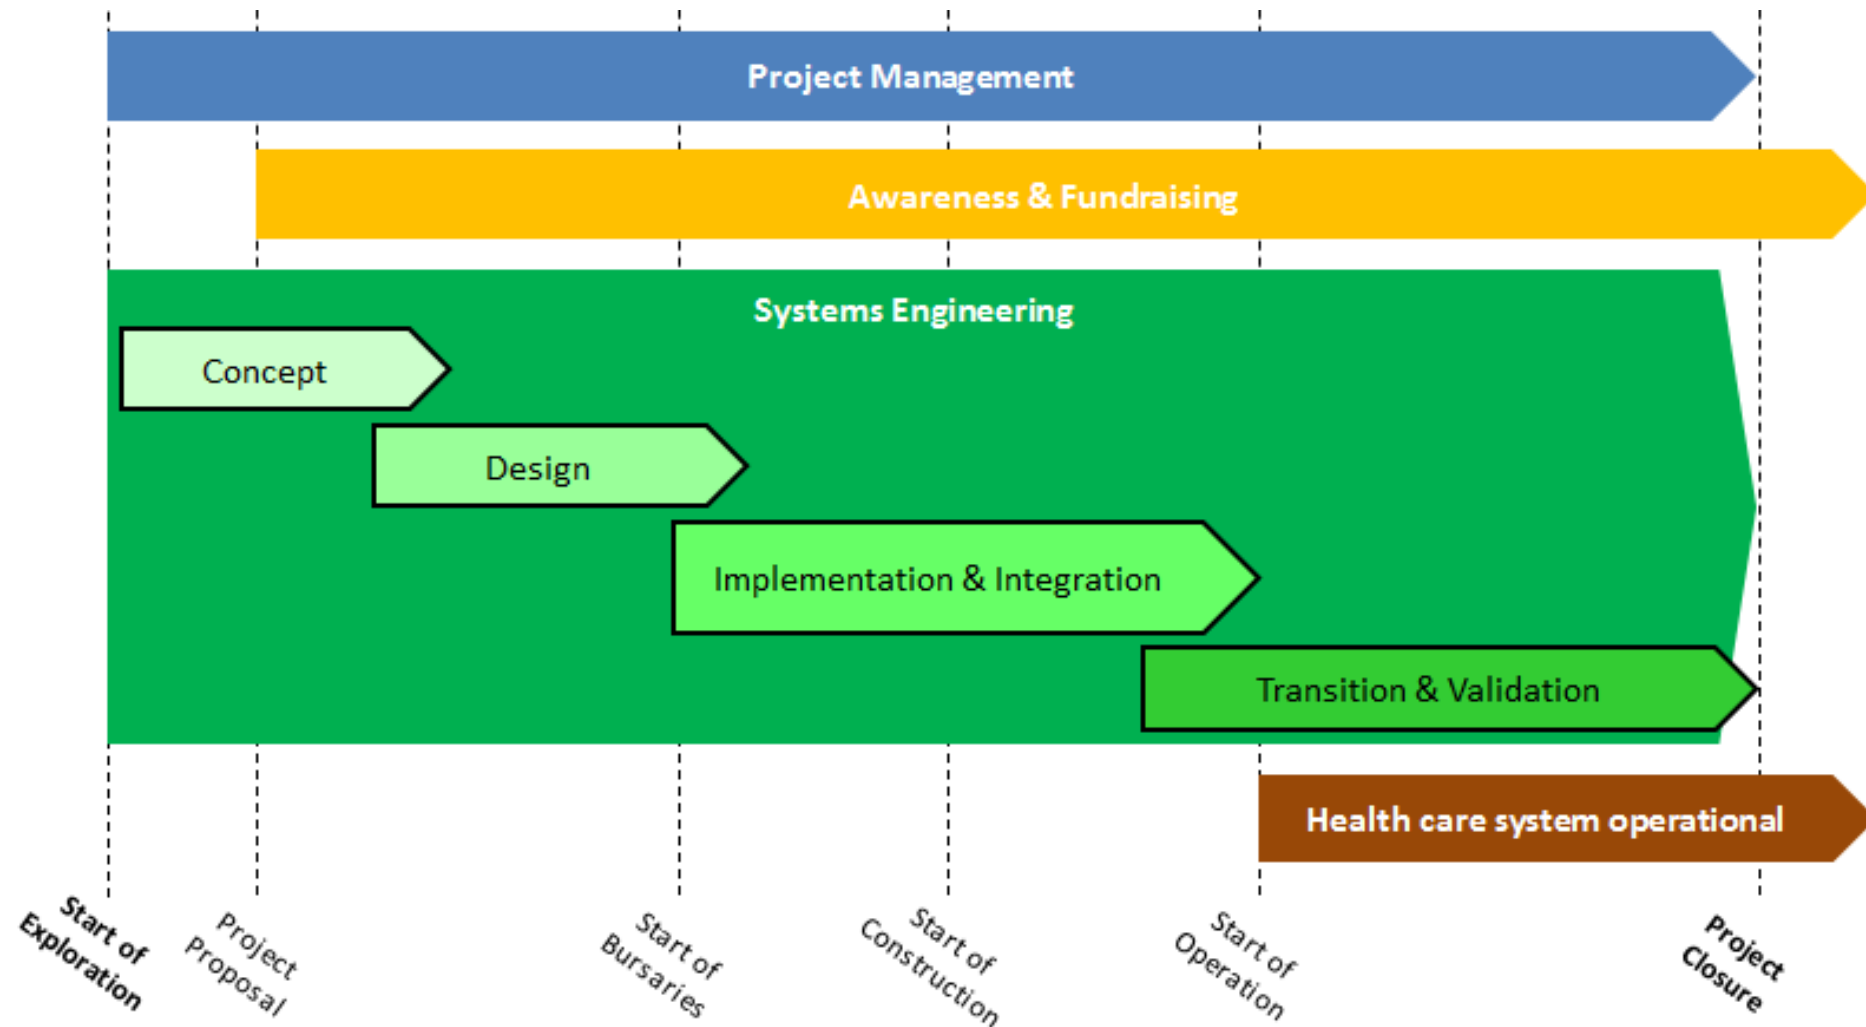 Project Management
Awareness & Fundraising
Systems Engineering
Concept
Design
Implementation & Integration
Transition & Validation
Health care system operational
Start of
Exploration
Project
Proposal
Start of
Bursaries
Start of
Construction
Start of
Operation
Project
Closure